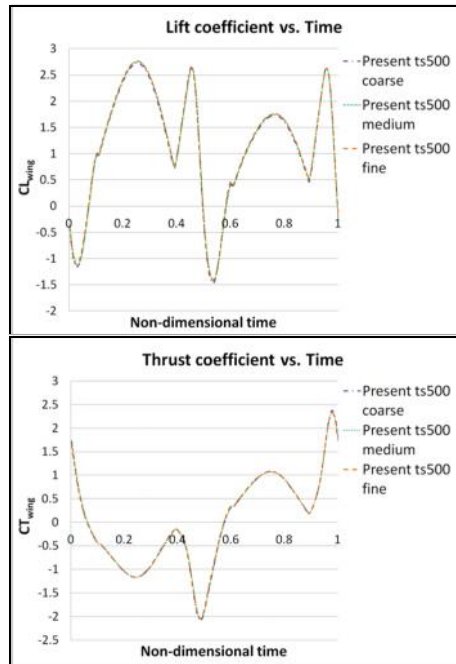 Lift coefficient vs. Time
3
2.5
2
1.5
1
0.5
0
-0.5
-1
-1.5
-2
0 0.2 0.4 0.6 0.8 1
CLwing
Non-dimensional time
Present ts500
coarse
Present ts500
medium
Present ts500
fine
Thrust coefficient vs. Time
3
2.5
2
1.5
1
0.5
0
-0.5
-1
-1.5
-2
-2.5
0 0.2 0.4 0.6 0.8 1
CTwing
Non-dimensional time
Present ts500
coarse
Present ts500
medium
Present ts500
fine